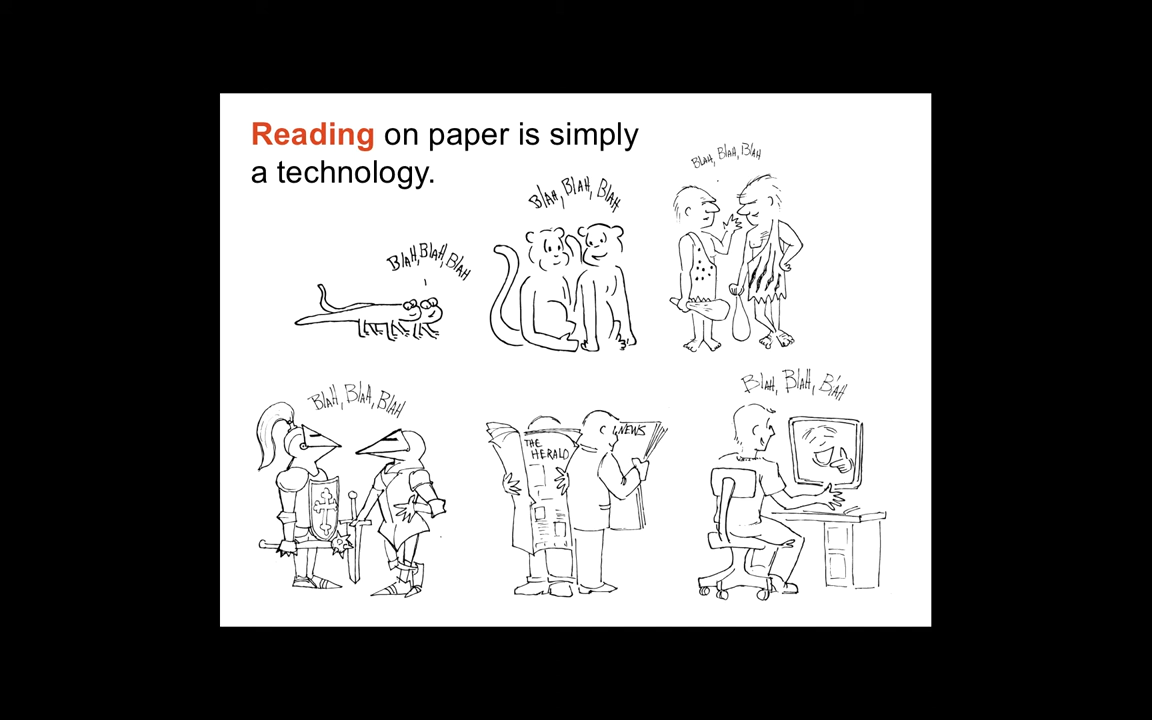 Reading on paper is simply
a technology.
BLAH, BLAH, BLAH
BLAH, BLAH, BLAH
BLAH, BLAH, BLAH
BLAH, BLAH, BLAH
THE
HERALD
NEWS
BLAH, BLAH, BLAH